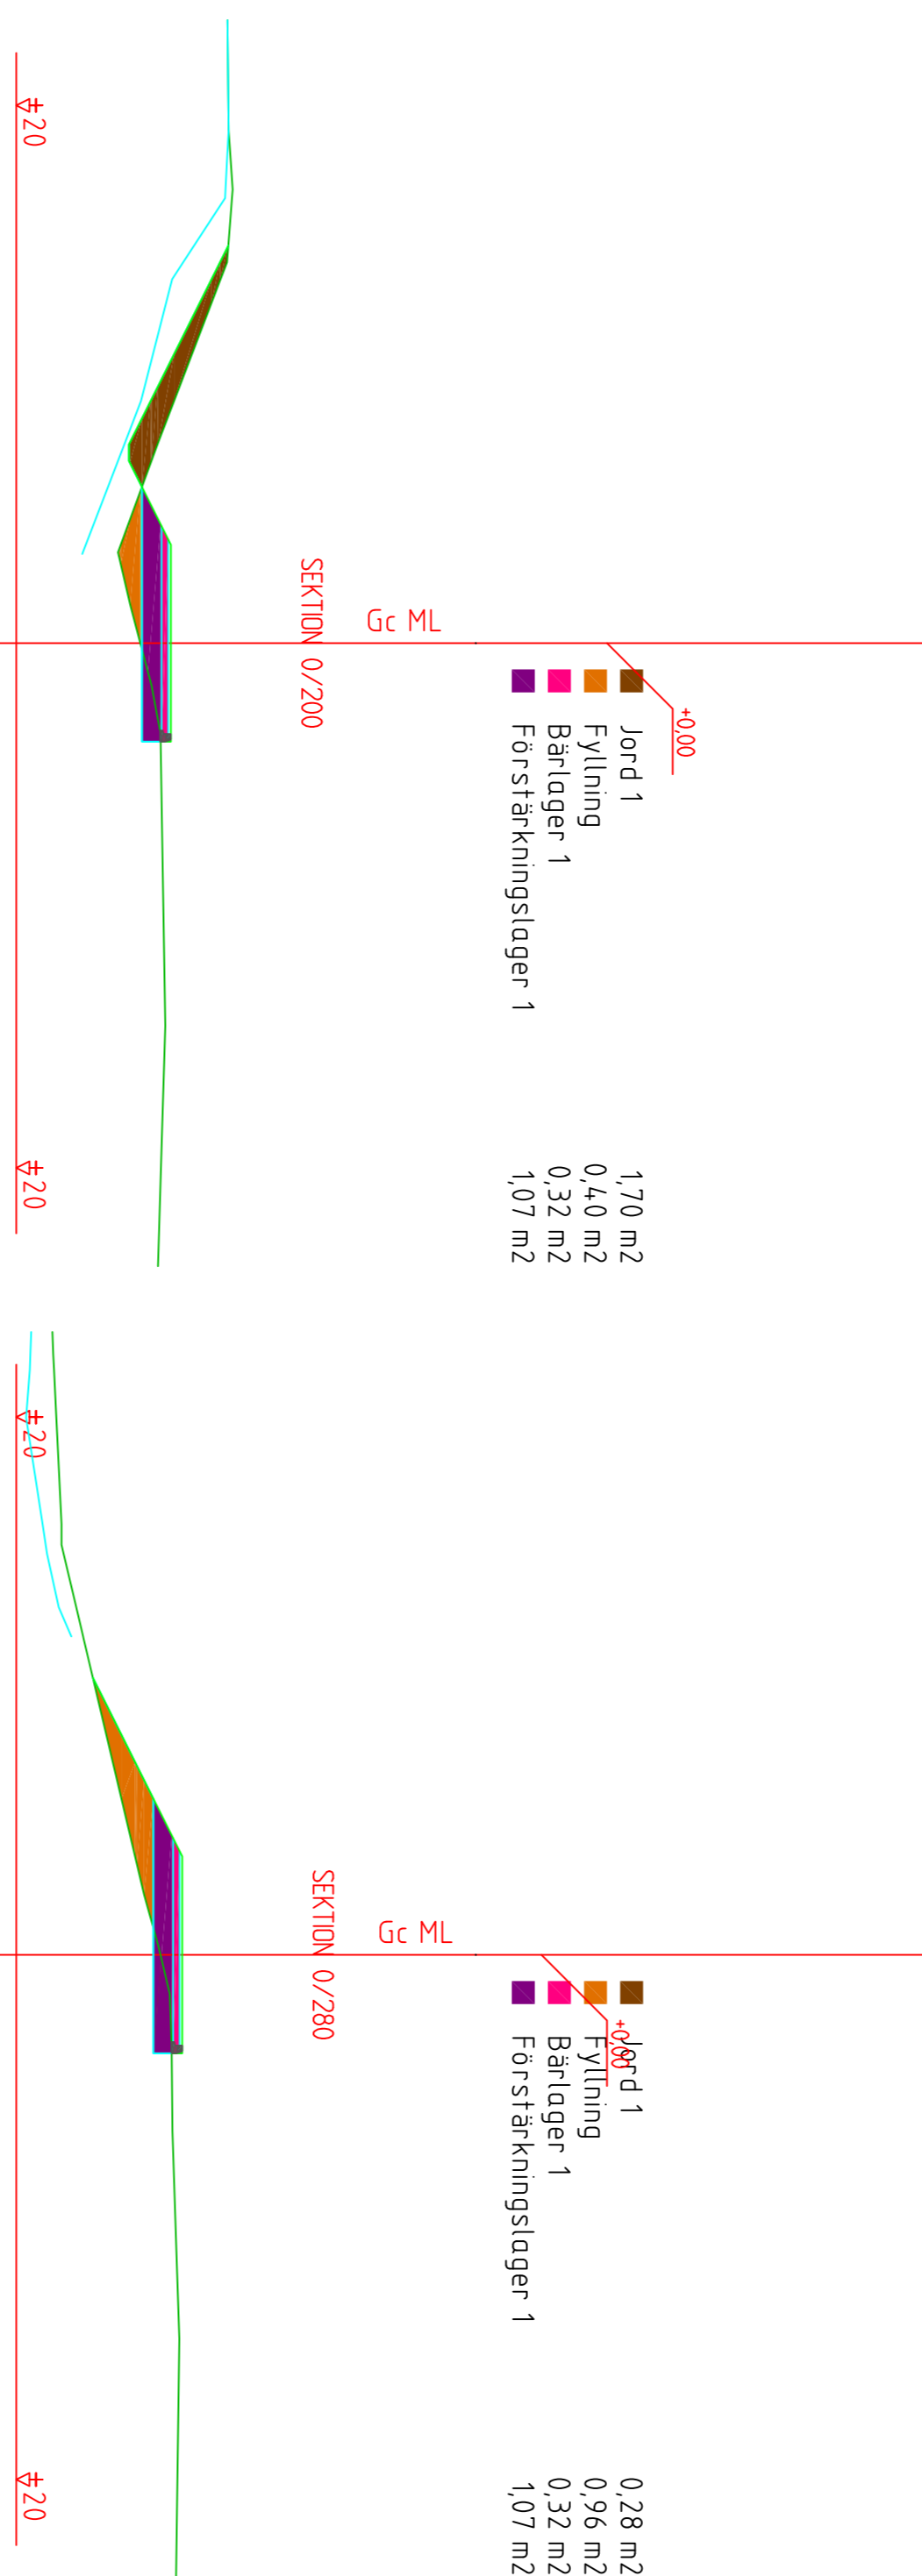 +0,00
Jord 1 1,70 m2
Fyllning 0,40 m2
Bärlager 1 0,32 m2
Förstärkningslager 1 1,07 m2
Gc ML
SEKTION 0/200
±20 ±20
+0,00
Jord 1 0,28 m2
Fyllning 0,96 m2
Bärlager 1 0,32 m2
Förstärkningslager 1 1,07 m2
Gc ML
SEKTION 0/280
±20 ±20